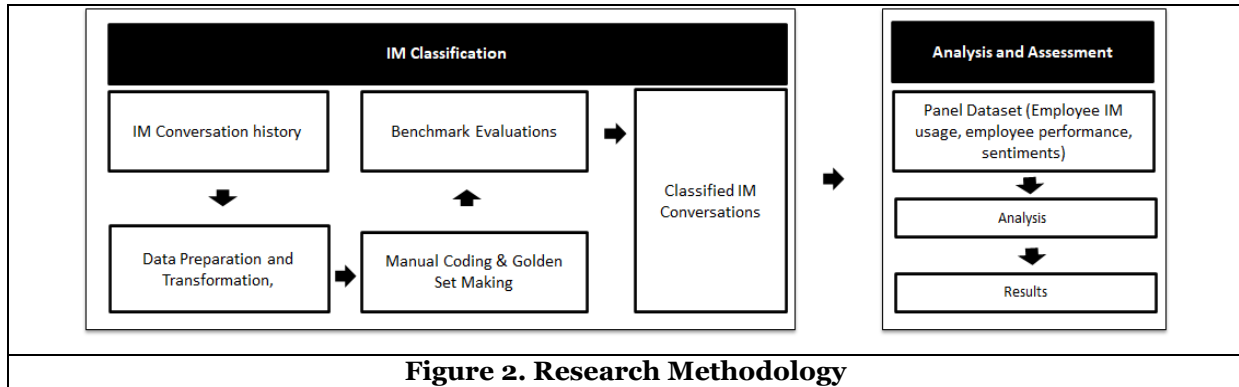 IM Classification
IM Conversation history
Data Preparation and
Transformation,
Manual Coding & Golden
Set Making
Benchmark Evaluations
Classified IM
Conversations
Analysis and Assessment
Panel Dataset (Employee IM
usage, employee performance,
sentiments)
Analysis
Results
Figure 2. Research Methodology